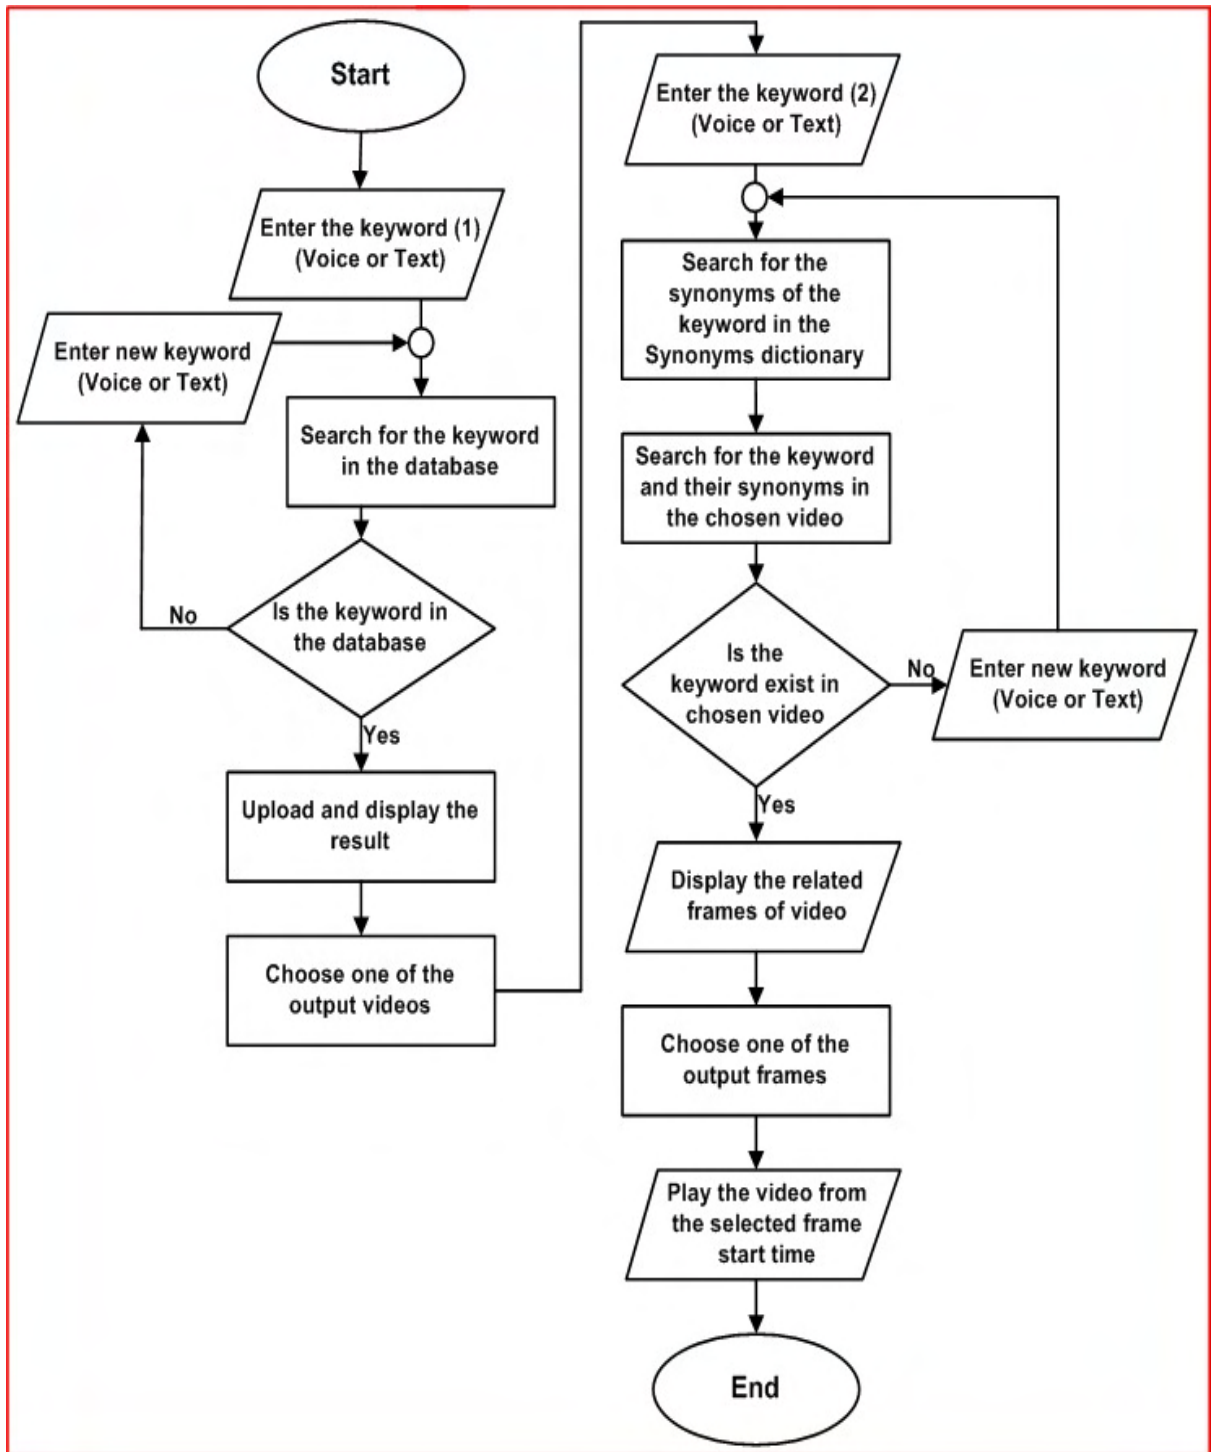 Start
Enter the keyword (1)
(Voice or Text)
Enter new keyword
(Voice or Text)
Search for the keyword
in the database
Is the keyword in
the database
No
Yes
Upload and display the
result
Choose one of the
output videos
Enter the keyword (2)
(Voice or Text)
Search for the
synonyms of the
keyword in the
Synonyms dictionary
Search for the keyword
and their synonyms in
the chosen video
Is the
keyword exist in
chosen video
No
Enter new keyword
(Voice or Text)
Yes
Display the related
frames of video
Choose one of the
output frames
Play the video from
the selected frame
start time
End